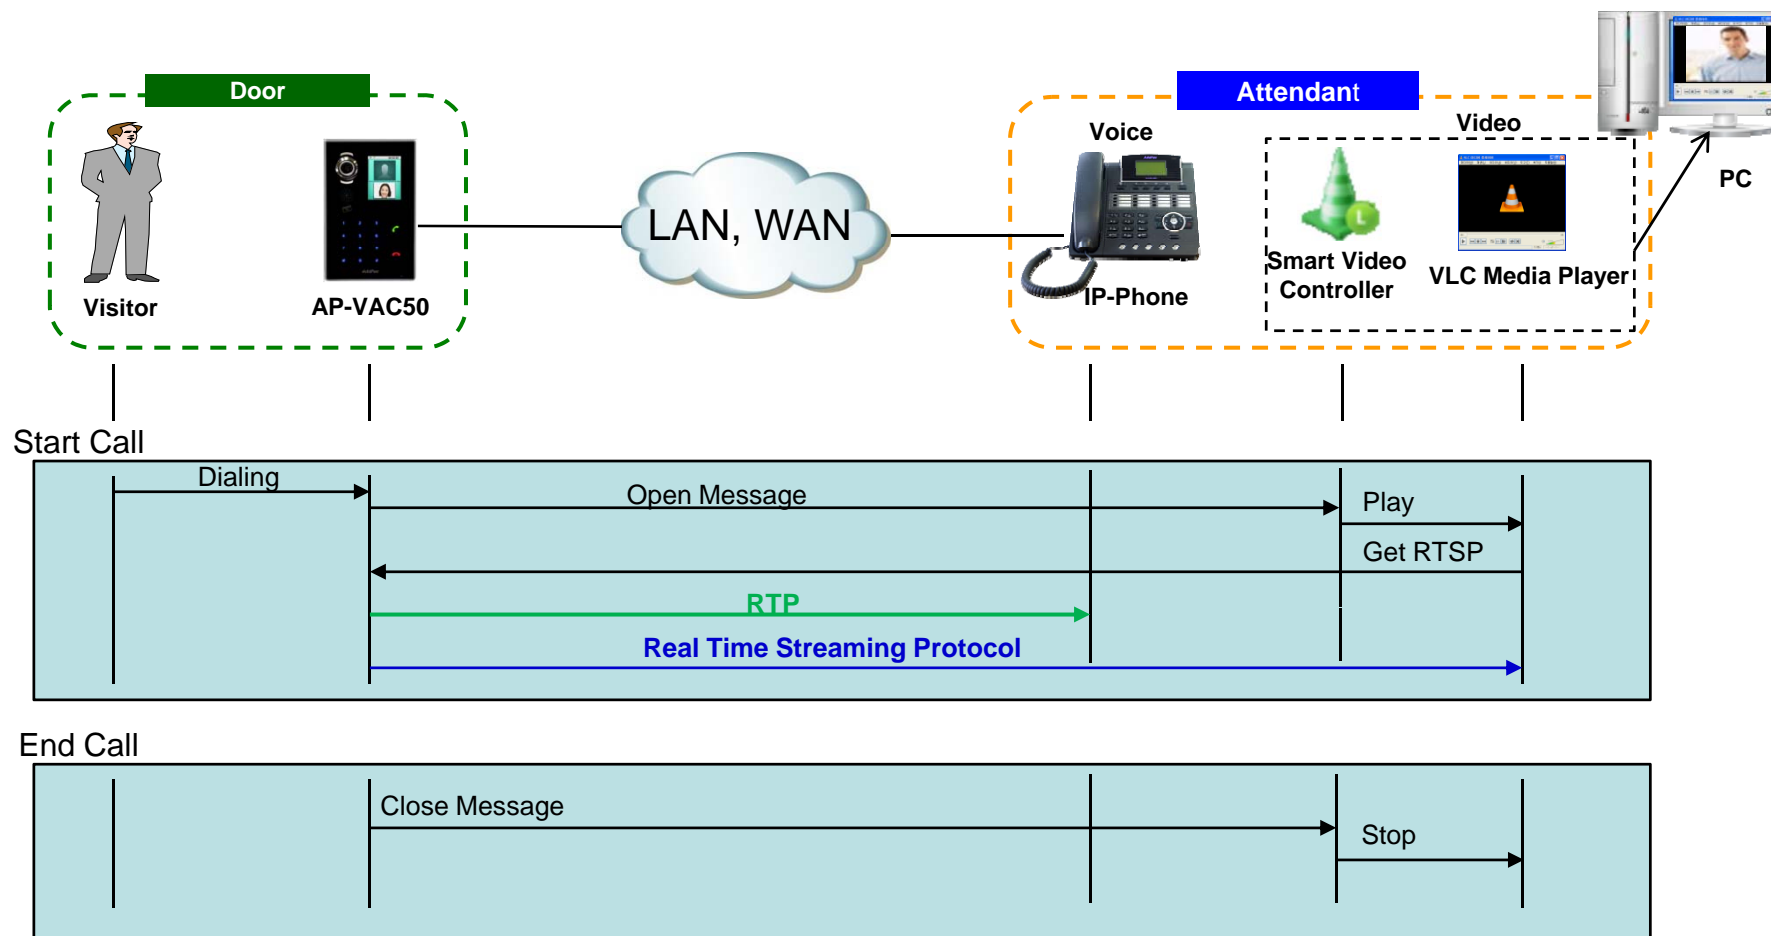 Door
Attendant
Voice
Video
LAN, WAN
PC
Visitor
AP-VAC50
IP-Phone
Smart Video
Controller
VLC Media Player
L
Start Call
Dialing
Open Message
Play
Get RTSP
RTP
Real Time Streaming Protocol
End Call
Close Message
Stop